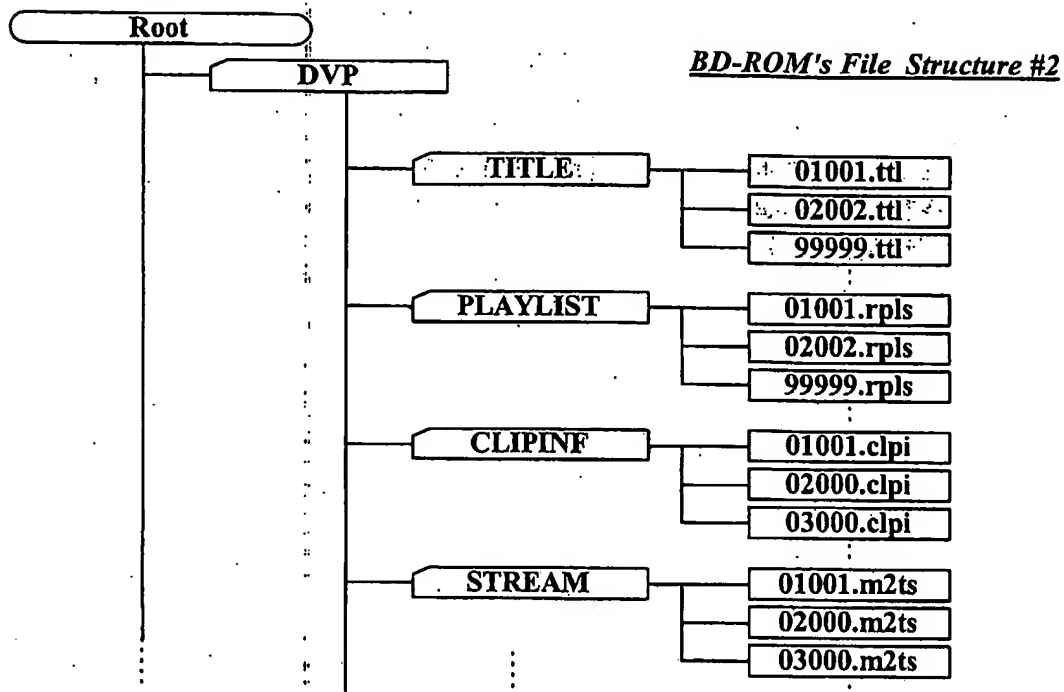 Root
DVP
BD-ROM's File Structure #2
TITLE
01001.ttl
02002.ttl
99999.ttl
PLAYLIST
01001.rpls
02002.rpls
99999.rpls
CLIPINF
01001.clpi
02000.clpi
03000.clpi
STREAM
01001.m2ts
02000.m2ts
03000.m2ts